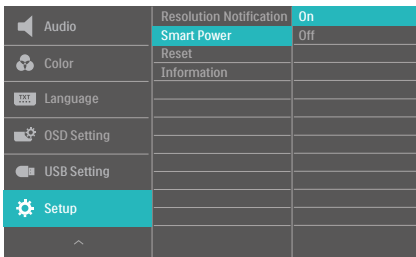 Audio
Color
TXT
Language
OSD Setting
USB Setting
Setup
Resolution Notification
Smart Power
Reset
Information
On
Off